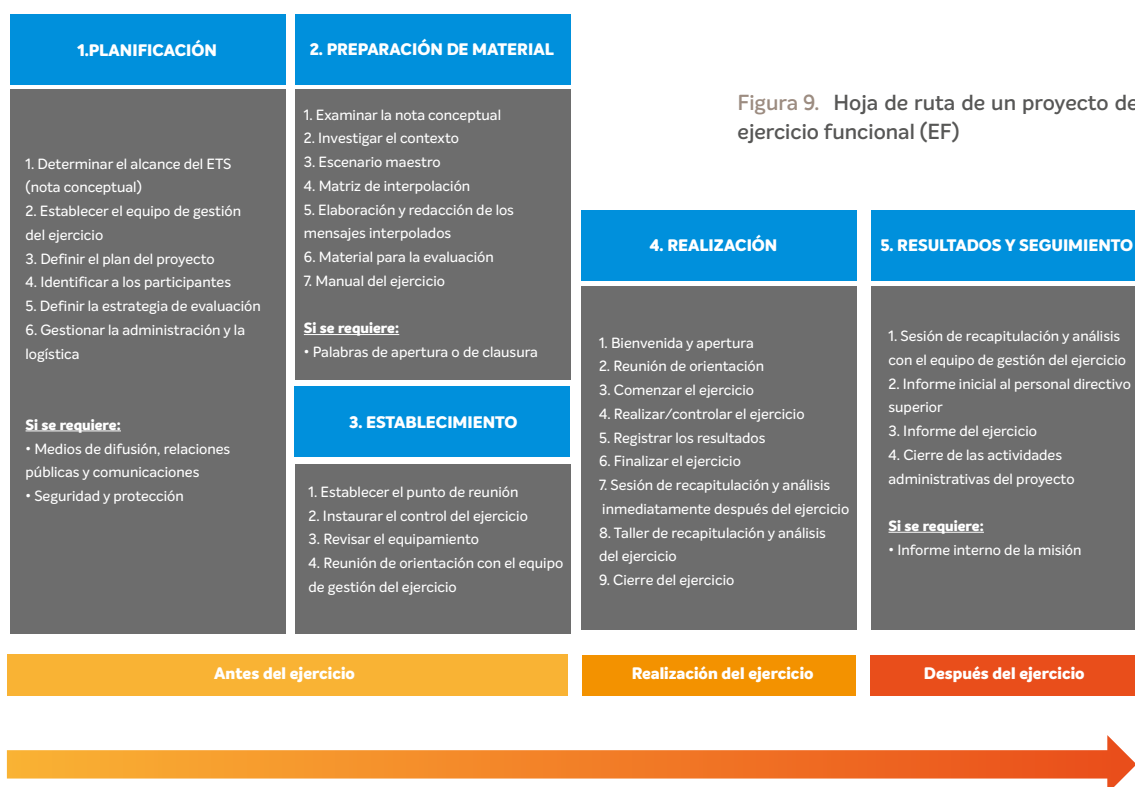 1.PLANIFICACIÓN
1. Determinar el alcance del ETS
(nota conceptual)
2. Establecer el equipo de gestión
del ejercicio
3. Definir el plan del proyecto
4. Identificar a los participantes
5. Definir la estrategia de evaluación
6. Gestionar la administración y la
logística
Si se requiere:
• Medios de difusión, relaciones
públicas y comunicaciones
• Seguridad y protección
2. PREPARACIÓN DE MATERIAL
1. Examinar la nota conceptual
2. Investigar el contexto
3. Escenario maestro
4. Matriz de interpolación
5. Elaboración y redacción de los
mensajes interpolados
6. Material para la evaluación
7. Manual del ejercicio
Si se requiere:
• Palabras de apertura o de clausura
3. ESTABLECIMIENTO
1. Establecer el punto de reunión
2. Instaurar el control del ejercicio
3. Revisar el equipamiento
4. Reunión de orientación con el equipo
de gestión del ejercicio
Figura 9. Hoja de ruta de un proyecto de
ejercicio funcional (EF)
4. REALIZACIÓN
1. Bienvenida y apertura
2. Reunión de orientación
3. Comenzar el ejercicio
4. Realizar/controlar el ejercicio
5. Registrar los resultados
6. Finalizar el ejercicio
7. Sesión de recapitulación y análisis
inmediatamente después del ejercicio
8. Taller de recapitulación y análisis
del ejercicio
9. Cierre del ejercicio
5. RESULTADOS Y SEGUIMIENTO
1. Sesión de recapitulación y análisis
con el equipo de gestión del ejercicio
2. Informe inicial al personal directivo
superior
3. Informe del ejercicio
4. Cierre de las actividades
administrativas del proyecto
Si se requiere:
• Informe interno de la misión
Antes del ejercicio
Realización del ejercicio
Después del ejercicio